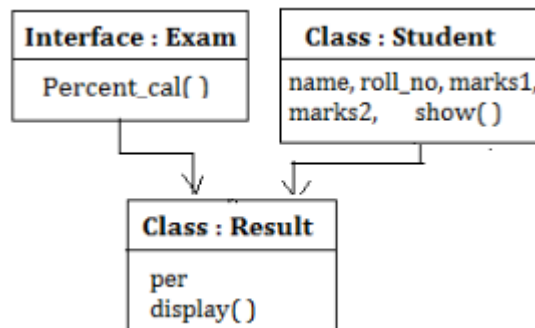 Interface : Exam
Percent_cal( )
Class : Student
name, roll_no, marks1,
marks2, show( )
Class : Result
per
display( )